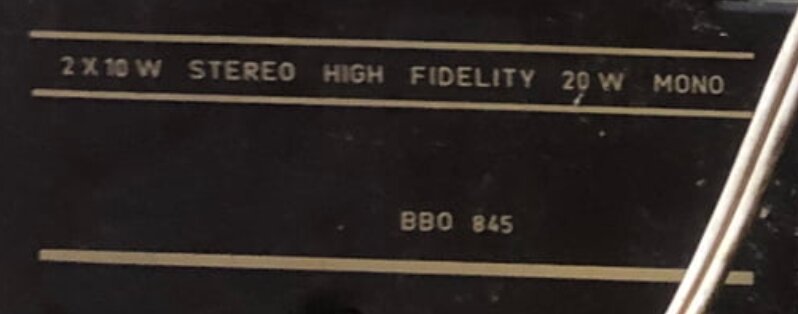 2 X 10 W STEREO HIGH FIDELITY 20 W MONO
BBO 845